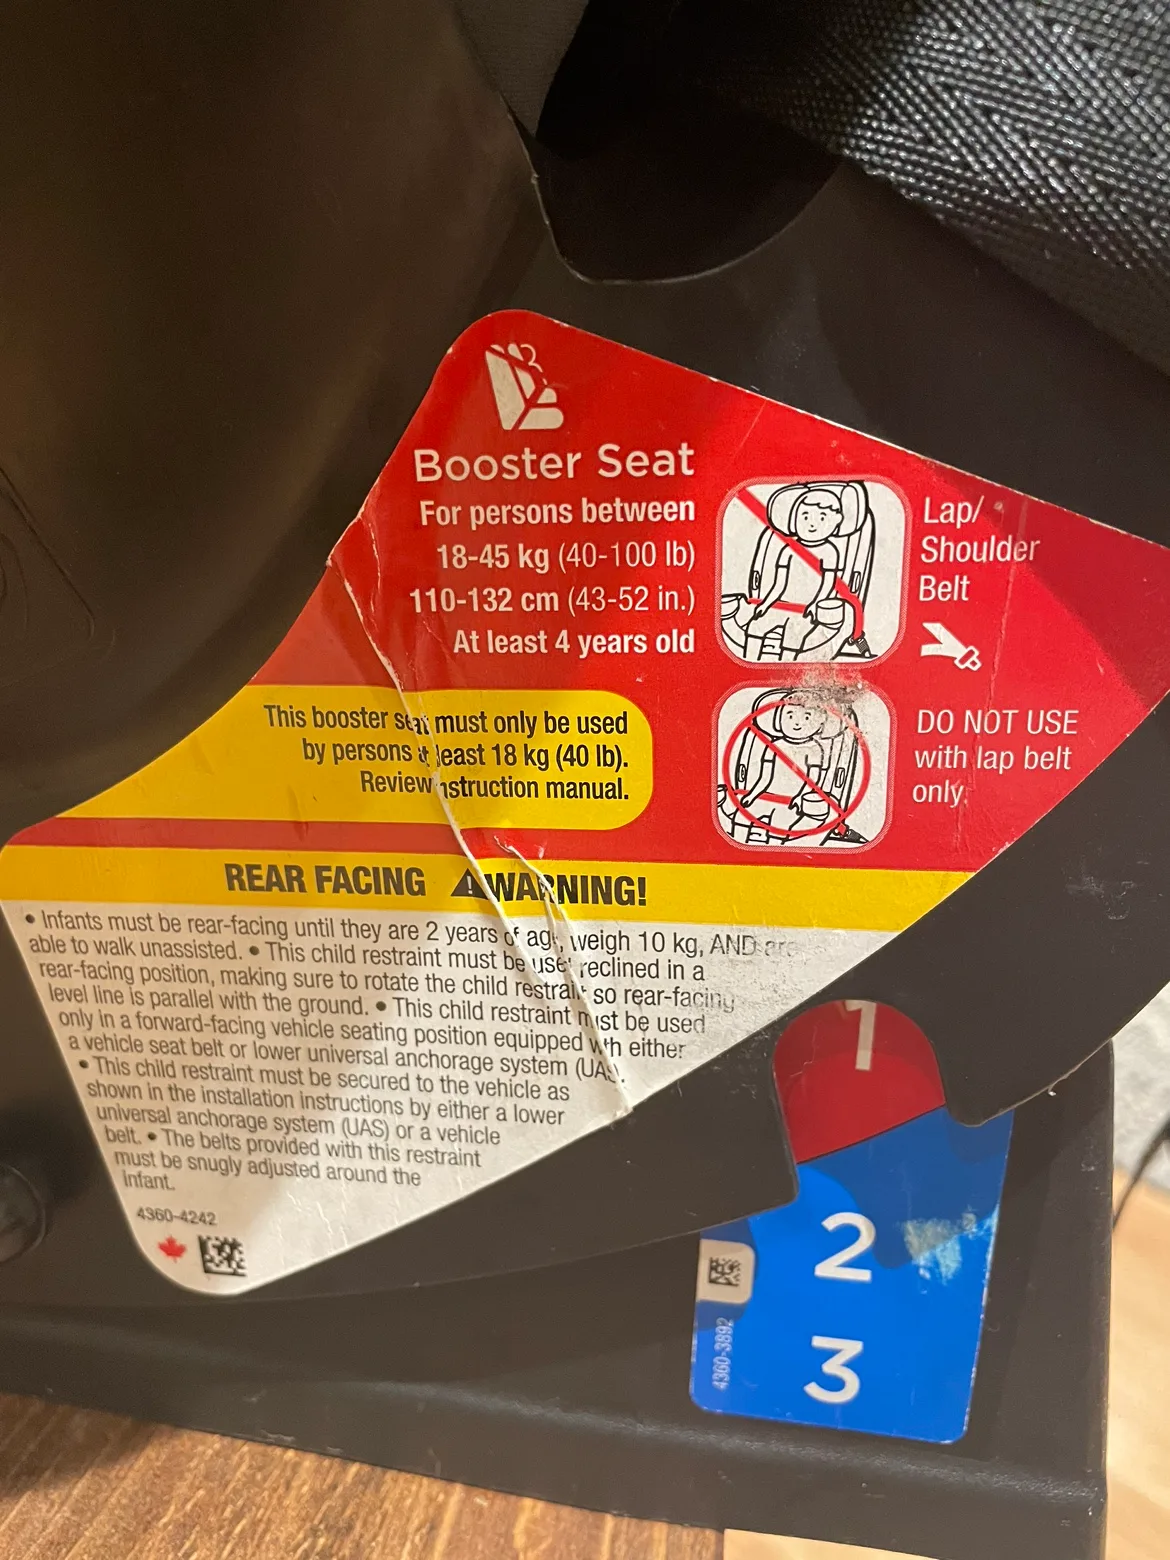 Booster Seat
For persons between
18-45 kg (40-100 lb)
110-132 cm (43-52 in.)
At least 4 years old
Lap/
Shoulder
Belt
DO NOT USE
with lap belt
only.
This booster seat must only be used
by persons at least 18 kg (40 lb).
Review instruction manual.
REAR FACING WARNING!
• Infants must be rear-facing until they are 2 years of age, weigh 10 kg, AND are
able to walk unassisted. • This child restraint must be used reclined in a
rear-facing position, making sure to rotate the child restraint so rear-facing
level line is parallel with the ground. • This child restraint must be used
only in a forward-facing vehicle seating position equipped with either
a vehicle seat belt or lower universal anchorage system (UAS).
• This child restraint must be secured to the vehicle as
shown in the installation instructions by either a lower
universal anchorage system (UAS) or a vehicle
belt. • The belts provided with this restraint
must be snugly adjusted around the
infant.
4360-4242
1
2
3
4360-3892